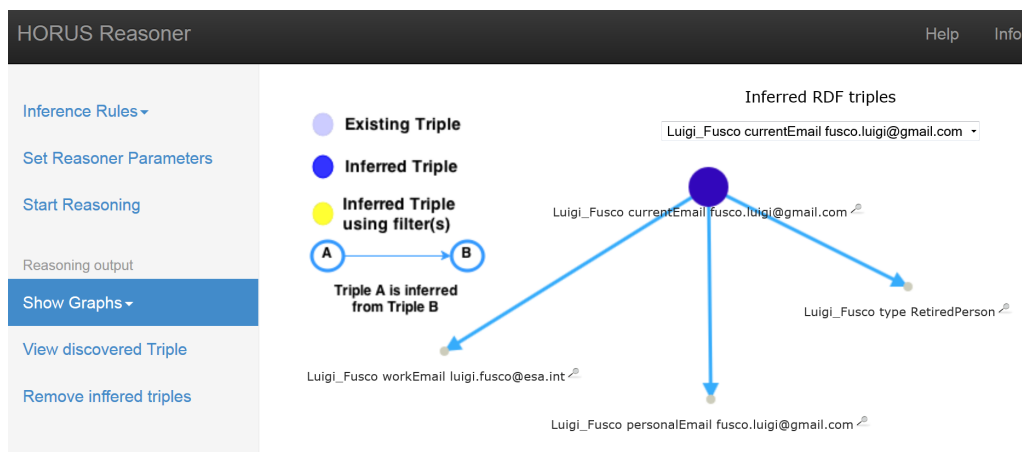 HORUS Reasoner
Help
Info
Inference Rules
Set Reasoner Parameters
Start Reasoning
Reasoning output
Show Graphs
View discovered Triple
Remove inffered triples
Existing Triple
Inferred Triple
Inferred Triple
using filter(s)
A
B
Triple A is inferred
from Triple B
Inferred RDF triples
Luigi_Fusco currentEmail fusco.luigi@gmail.com
Luigi_Fusco currentEmail fusco.luigi@gmail.com
Luigi_Fusco type RetiredPerson
Luigi_Fusco workEmail luigi.fusco@esa.int
Luigi_Fusco personalEmail fusco.luigi@gmail.com